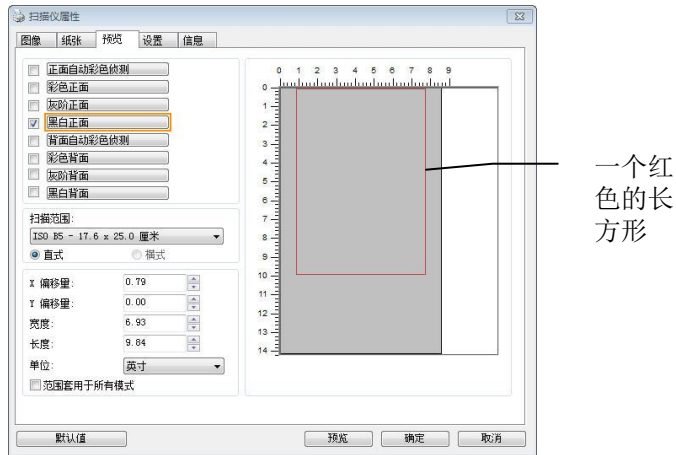 扫描仪属性
图像 纸张 预览 设置 信息
正面自动彩色侦测
彩色正面
灰阶正面
黑白正面
背面自动彩色侦测
彩色背面
灰阶背面
黑白背面
扫描范围:
ISO B5 - 17.6 x 25.0 厘米
直式 横式
X 偏移量: 0.79
Y 偏移量: 0.00
宽度: 6.93
长度: 9.84
单位: 英寸
范围套用于所有模式
0 1 2 3 4 5 6 7 8 9
0
1
2
3
4
5
6
7
8
9
10
11
12
13
14
一个红
色的长
方形
默认值 预览 确定 取消